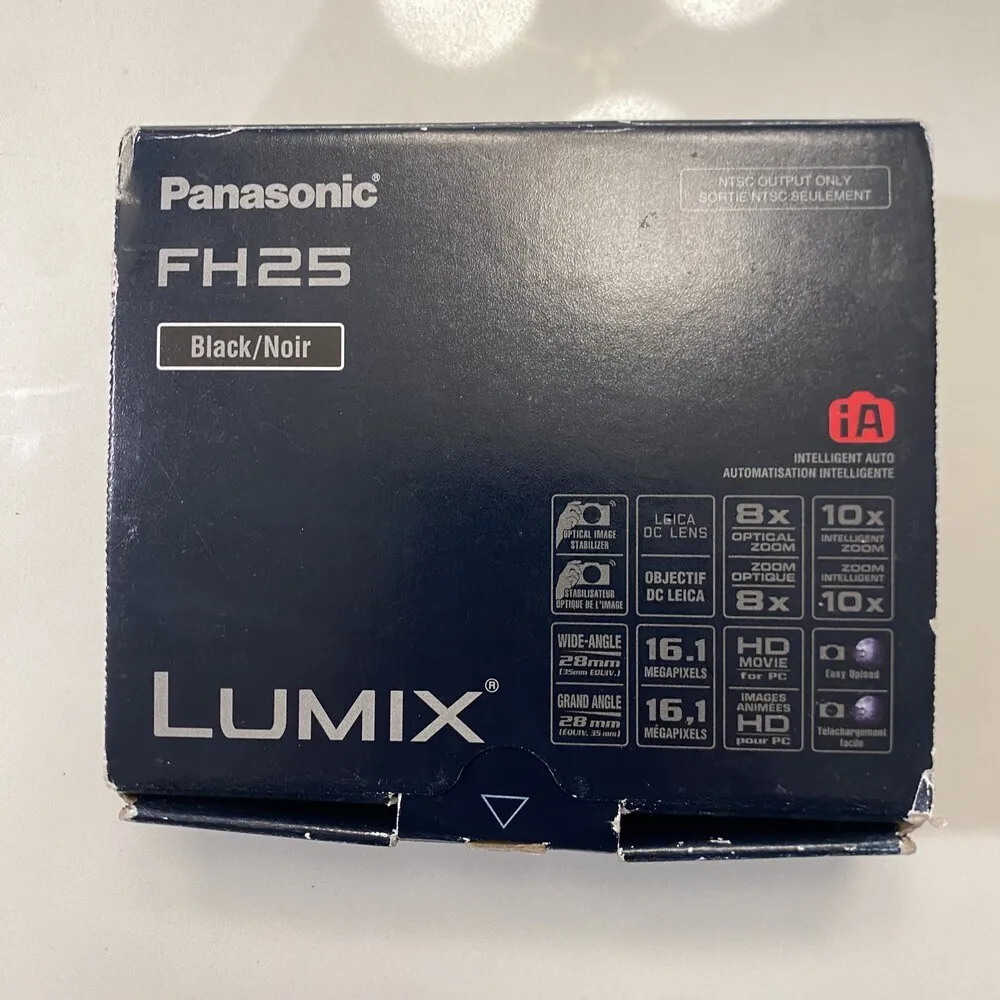 Panasonic®
NTSC OUTPUT ONLY
SORTIE NTSC SEULEMENT
FH25
Black/Noir
iA
INTELLIGENT AUTO
AUTOMATISATION INTELLIGENTE
OPTICAL IMAGE
STABILIZER
STABILISATEUR
OPTIQUE DE L'IMAGE
LEICA
DC LENS
OBJECTIF
DC LEICA
8x
OPTICAL
ZOOM
ZOOM
OPTIQUE
8x
10x
INTELLIGENT
ZOOM
ZOOM
INTELLIGENT
10x
WIDE-ANGLE
28mm
(35mm EQUIV.)
GRAND ANGLE
28 mm
(ÉQUIV. 35 mm)
16.1
MEGAPIXELS
16,1
MÉGAPIXELS
HD
MOVIE
for PC
IMAGES
ANIMÉES
HD
pour PC
Easy Upload
Téléchargement
facile
LUMIX®